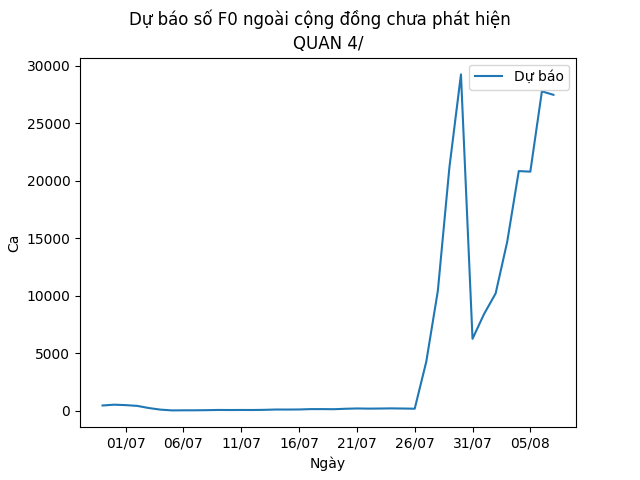 Dự báo số F0 ngoài cộng đồng chưa phát hiện
QUAN 4/
Dự báo
30000
25000
20000
15000
10000
5000
0
Ca
01/07 06/07 11/07 16/07 21/07 26/07 31/07 05/08
Ngày